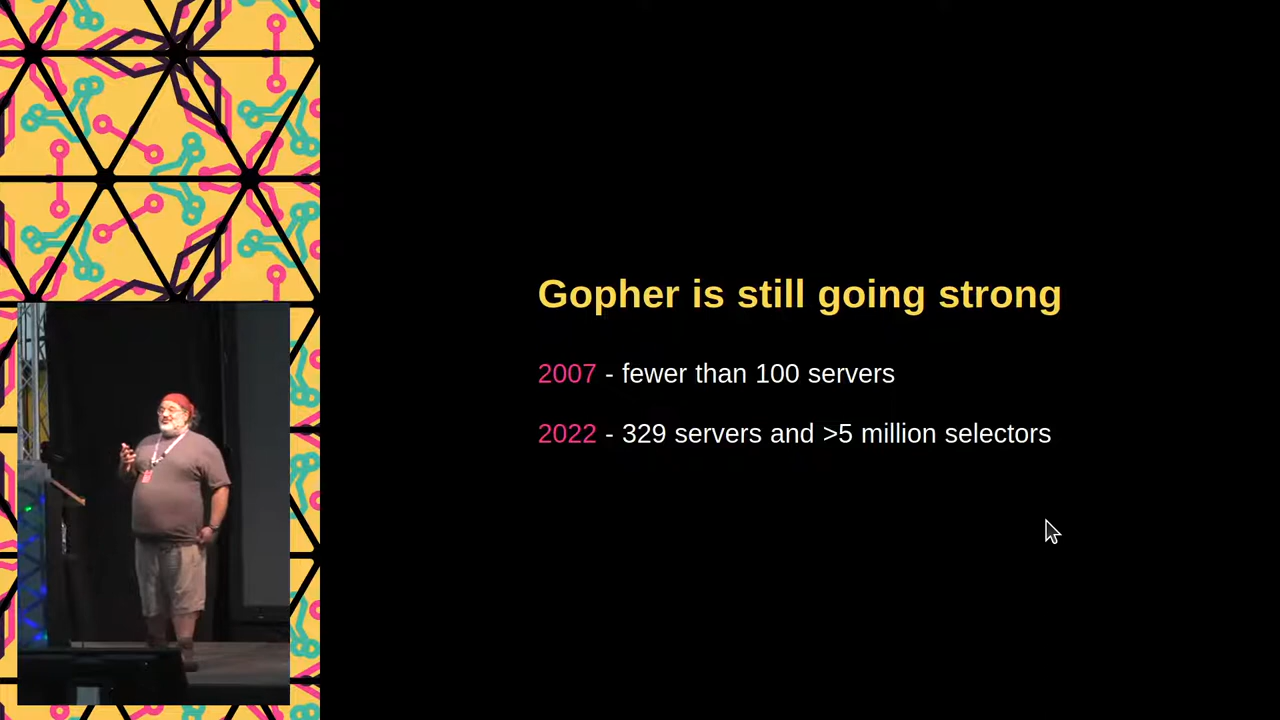 Gopher is still going strong
2007 - fewer than 100 servers
2022 - 329 servers and >5 million selectors